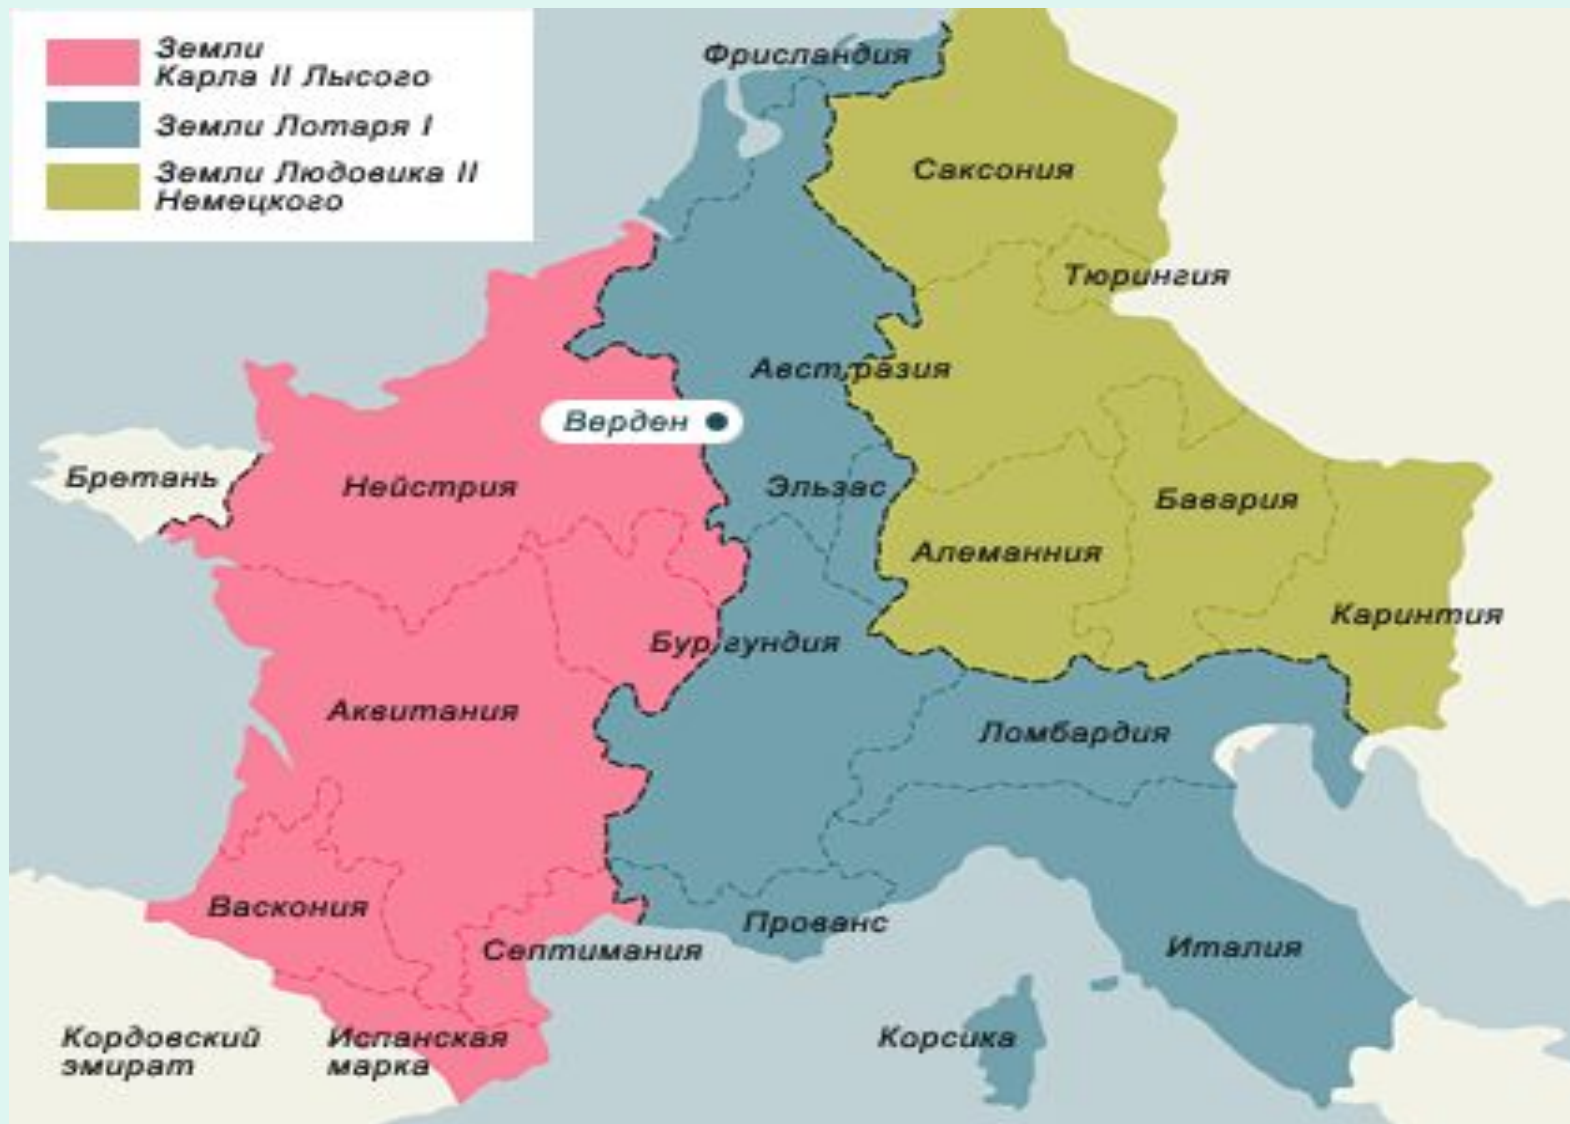 Земли
Карла II Лысого
Земли Лотаря I
Земли Людовика II
Немецкого
Фрисландия
Саксония
Тюрингия
Австразия
Верден
Бретань
Нейстрия
Эльзас
Бавария
Алеманния
Каринтия
Бургундия
Аквитания
Ломбардия
Васкония
Прованс
Септимания
Италия
Кордовский
эмират
Испанская
марка
Корсика